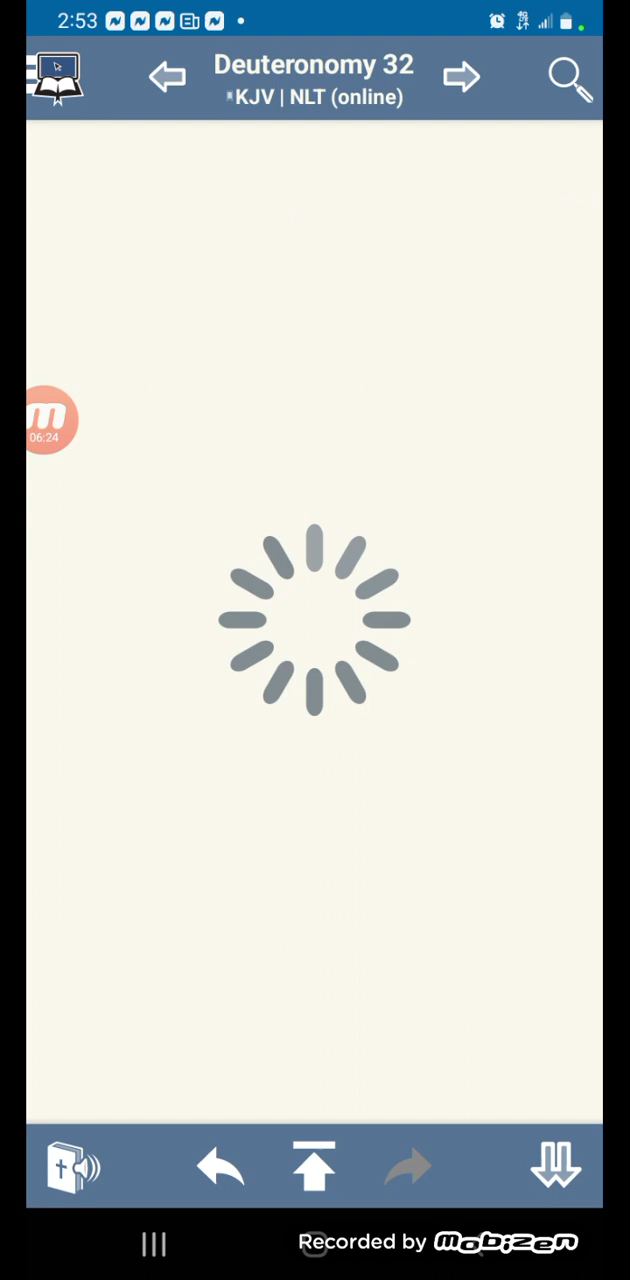 2:53
Deuteronomy 32
KJV | NLT (online)
06:24
Recorded by mobizen